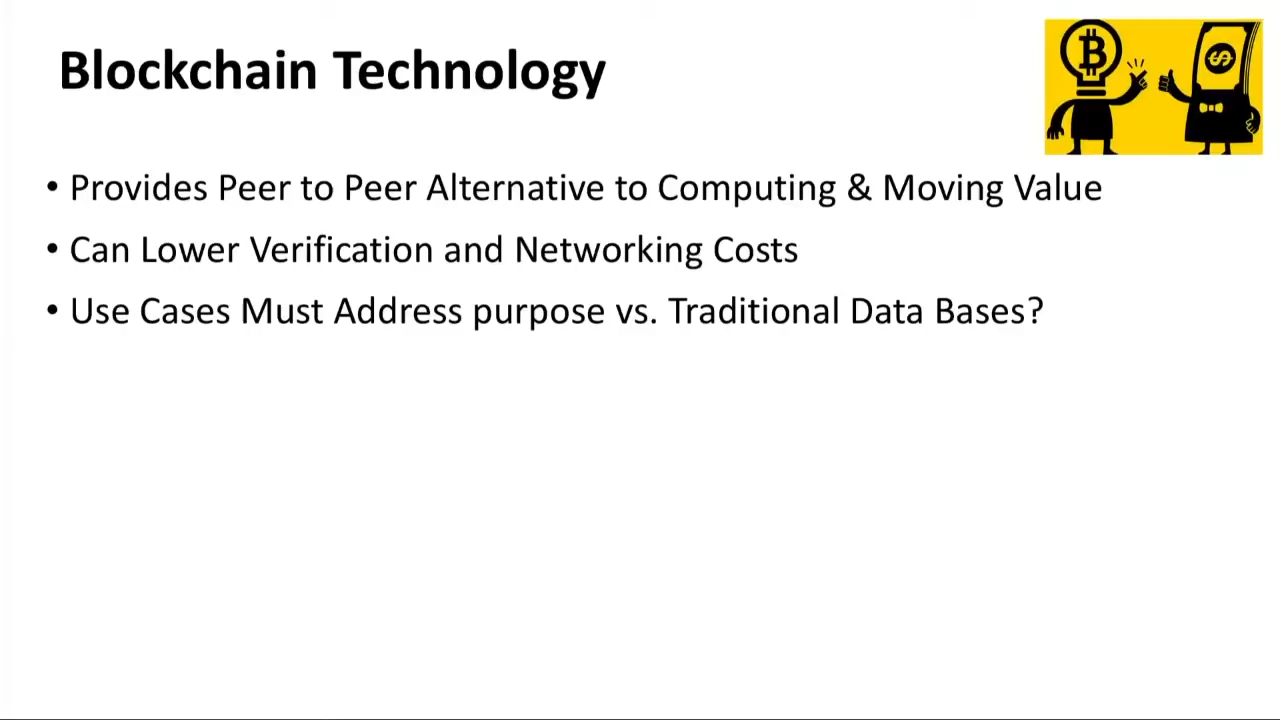 Blockchain Technology
• Provides Peer to Peer Alternative to Computing & Moving Value
• Can Lower Verification and Networking Costs
• Use Cases Must Address purpose vs. Traditional Data Bases?